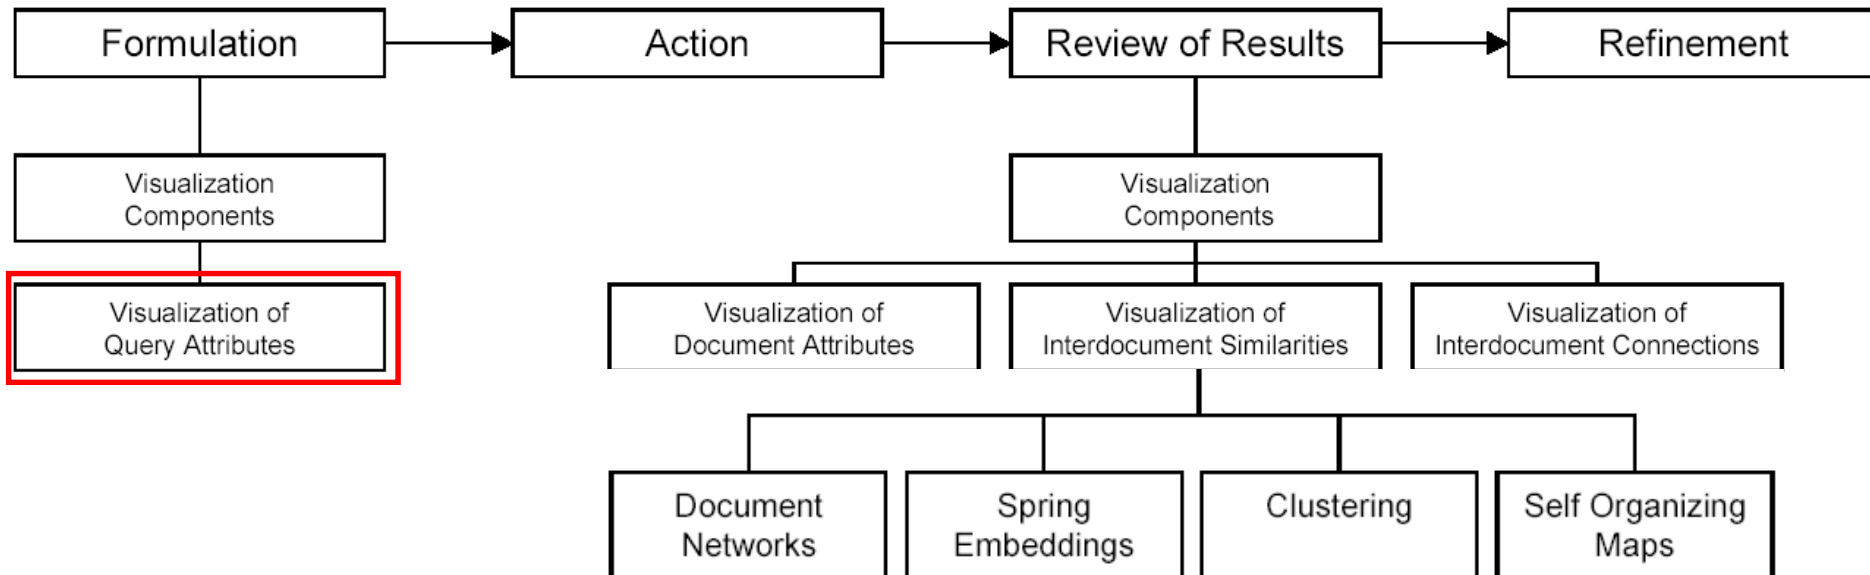 Formulation
Action
Review of Results
Refinement
Visualization
Components
Visualization
Components
Visualization of
Query Attributes
Visualization of
Document Attributes
Visualization of
Interdocument Similarities
Visualization of
Interdocument Connections
Document
Networks
Spring
Embeddings
Clustering
Self Organizing
Maps